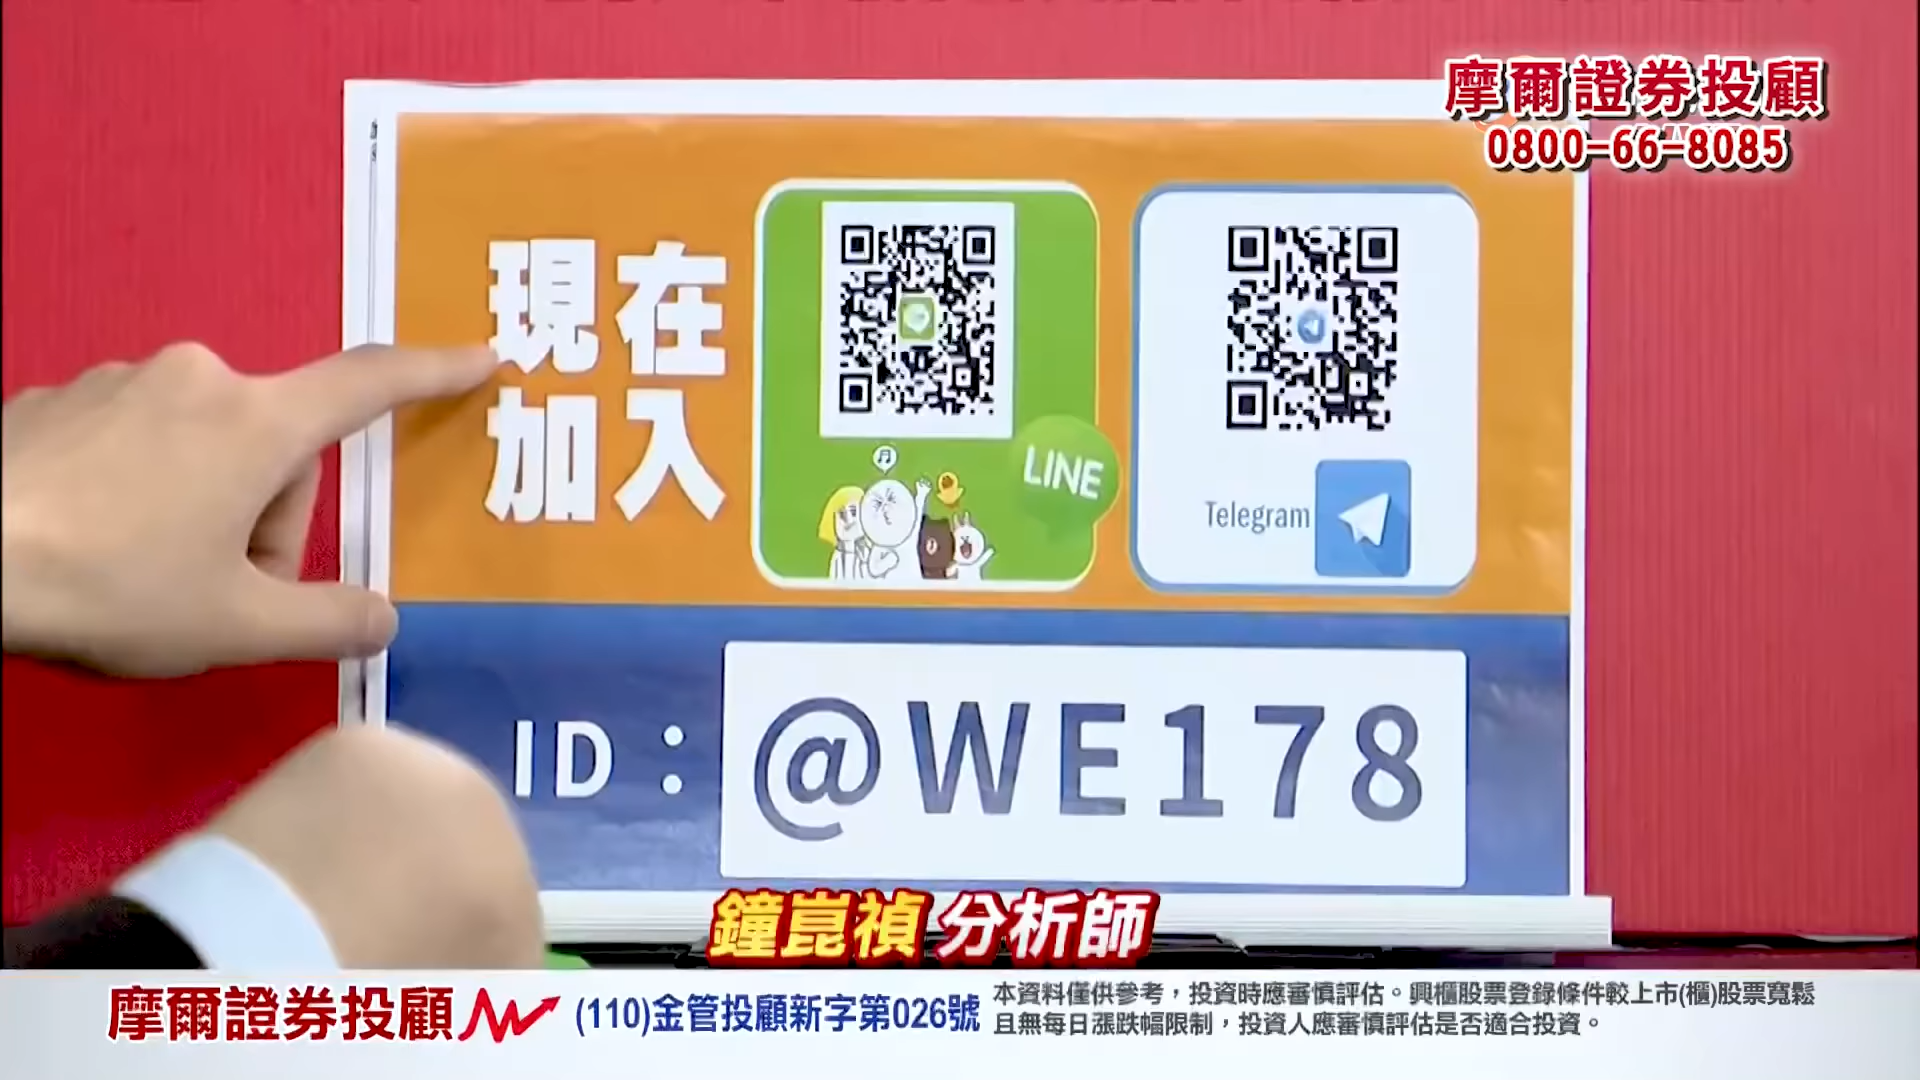 摩爾證券投顧
0800-66-8085
現在
加入
LINE
Telegram
ID：@WE178
鐘崑禎 分析師
摩爾證券投顧
(110)金管投顧新字第026號
本資料僅供參考，投資時應審慎評估。興櫃股票登錄條件較上市(櫃)股票寬鬆
且無每日漲跌幅限制，投資人應審慎評估是否適合投資。